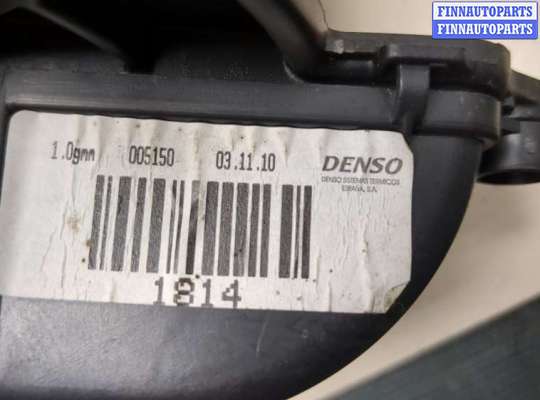 FINNAUTOPARTS
FINNAUTOPARTS
1.0gmm 005150 03.11.10 DENSO
DENSO SISTEMAS TERMICOS
ESPAÑA, S.A.
1814